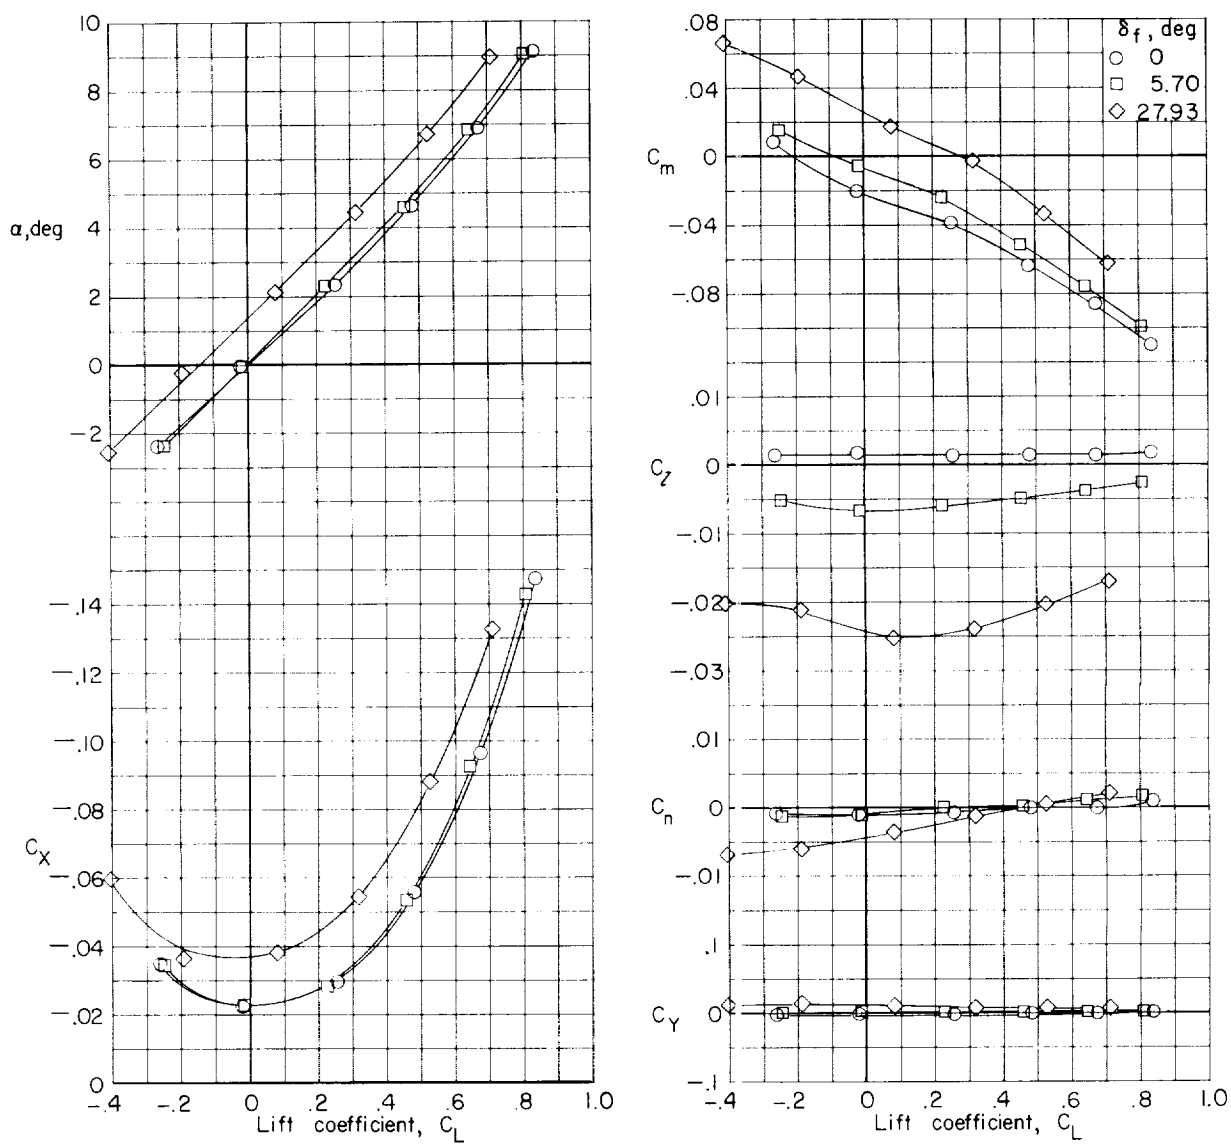 10
8
6
α,deg
4
2
0
-2
-.14
-.12
-.10
-.08
C_X
-.06
-.04
-.02
0
-.4 -.2 0 .2 .4 .6 .8 1.0
Lift coefficient, C_L
.08
δ_f, deg
0
5.70
27.93
.04
C_m 0
-.04
-.08
.01
C_l 0
-.01
-.02
-.03
.01
C_n 0
-.01
.1
C_Y 0
-.1
-.4 -.2 0 .2 .4 .6 .8 1.0
Lift coefficient, C_L